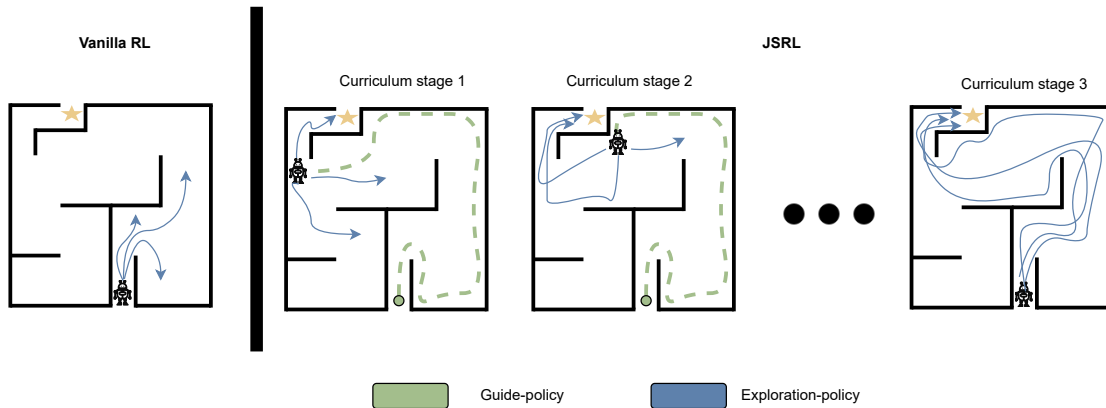 Vanilla RL
JSRL
Curriculum stage 1
Curriculum stage 2
Curriculum stage 3
Guide-policy
Exploration-policy